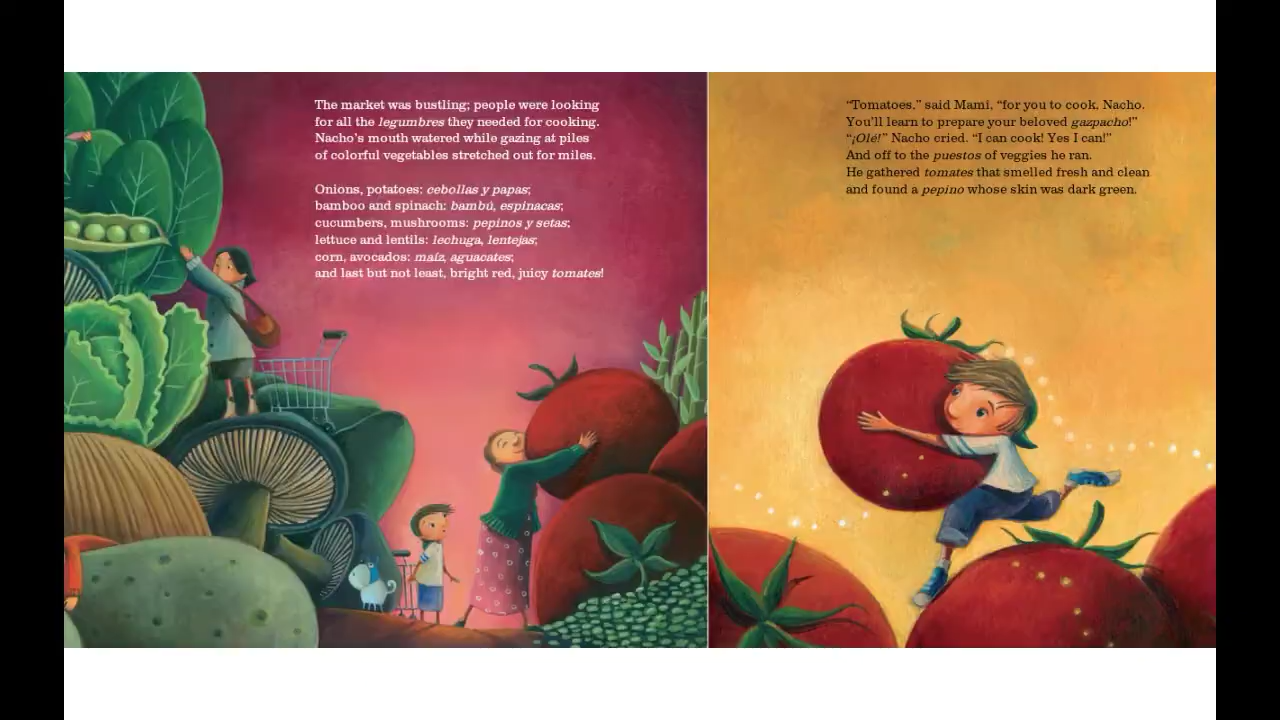 The market was bustling; people were looking
for all the legumbres they needed for cooking.
Nacho's mouth watered while gazing at piles
of colorful vegetables stretched out for miles.
Onions, potatoes: cebollas y papas;
bamboo and spinach: bambú, espinacas;
cucumbers, mushrooms: pepinos y setas;
lettuce and lentils: lechuga, lentejas;
corn, avocados: maíz, aguacates;
and last but not least, bright red, juicy tomates!
“Tomatoes,” said Mami, “for you to cook, Nacho.
You'll learn to prepare your beloved gazpacho!”
“¡Olé!” Nacho cried. “I can cook! Yes I can!”
And off to the puestos of veggies he ran.
He gathered tomates that smelled fresh and clean
and found a pepino whose skin was dark green.